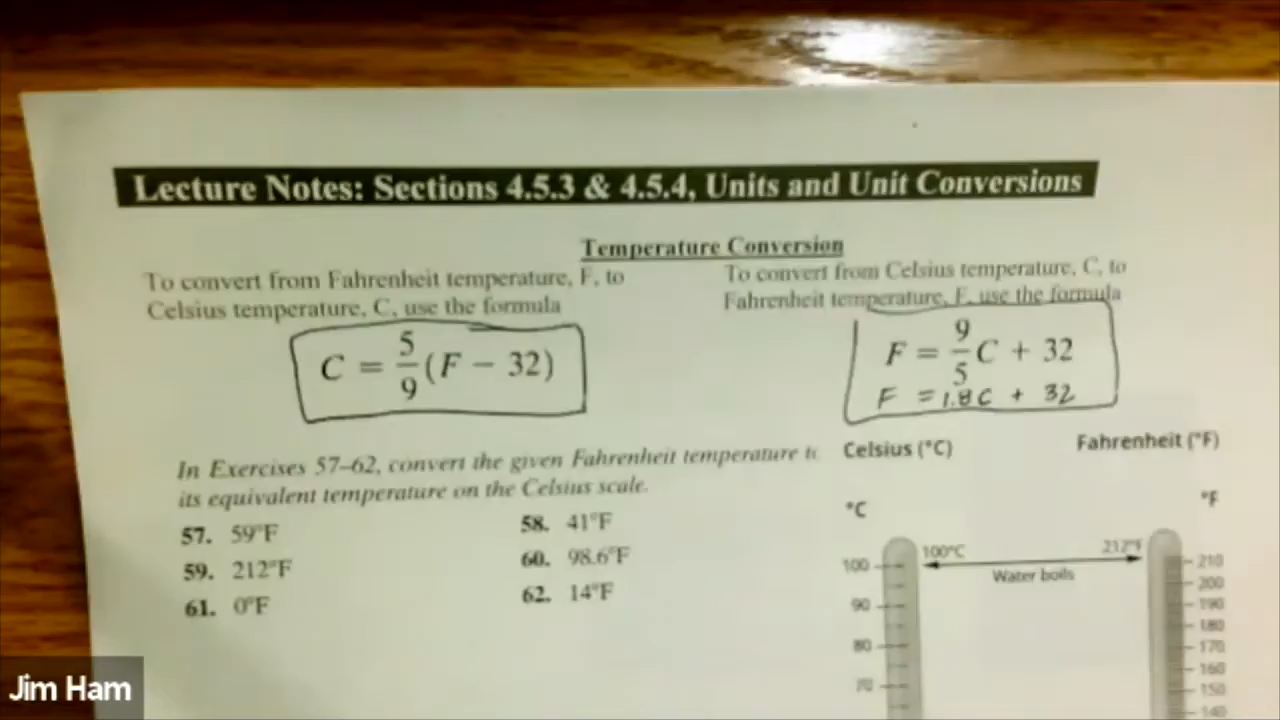 Lecture Notes: Sections 4.5.3 & 4.5.4, Units and Unit Conversions
Temperature Conversion
To convert from Fahrenheit temperature, F, to
Celsius temperature, C, use the formula
C = 5/9 (F − 32)
To convert from Celsius temperature, C, to
Fahrenheit temperature, F, use the formula
F = 9/5 C + 32
F = 1.8C + 32
In Exercises 57–62, convert the given Fahrenheit temperature to
its equivalent temperature on the Celsius scale.
57. 59°F
58. 41°F
59. 212°F
60. 98.6°F
61. 0°F
62. 14°F
Celsius (°C)
Fahrenheit (°F)
°C
°F
100°C
212°F
Water boils
100
90
80
70
210
200
190
180
170
160
150
140
Jim Ham